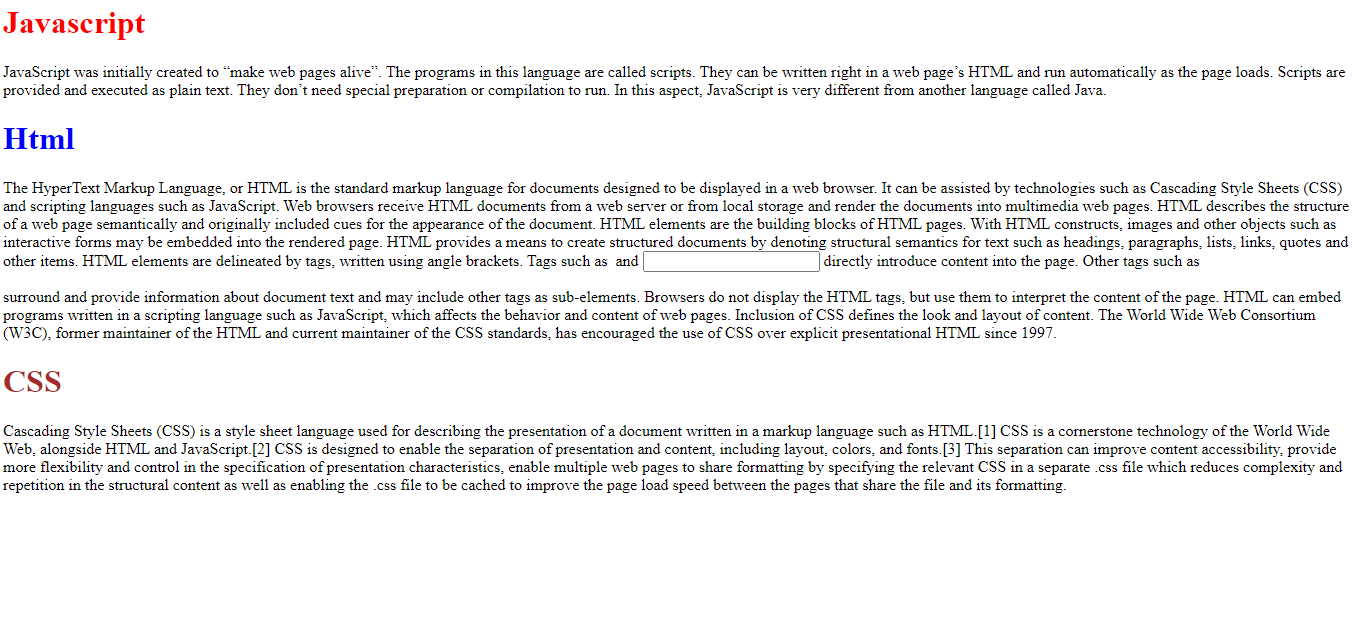 Javascript
JavaScript was initially created to “make web pages alive”. The programs in this language are called scripts. They can be written right in a web page’s HTML and run automatically as the page loads. Scripts are
provided and executed as plain text. They don’t need special preparation or compilation to run. In this aspect, JavaScript is very different from another language called Java.
Html
The HyperText Markup Language, or HTML is the standard markup language for documents designed to be displayed in a web browser. It can be assisted by technologies such as Cascading Style Sheets (CSS)
and scripting languages such as JavaScript. Web browsers receive HTML documents from a web server or from local storage and render the documents into multimedia web pages. HTML describes the structure
of a web page semantically and originally included cues for the appearance of the document. HTML elements are the building blocks of HTML pages. With HTML constructs, images and other objects such as
interactive forms may be embedded into the rendered page. HTML provides a means to create structured documents by denoting structural semantics for text such as headings, paragraphs, lists, links, quotes and
other items. HTML elements are delineated by tags, written using angle brackets. Tags such as and directly introduce content into the page. Other tags such as
surround and provide information about document text and may include other tags as sub-elements. Browsers do not display the HTML tags, but use them to interpret the content of the page. HTML can embed
programs written in a scripting language such as JavaScript, which affects the behavior and content of web pages. Inclusion of CSS defines the look and layout of content. The World Wide Web Consortium
(W3C), former maintainer of the HTML and current maintainer of the CSS standards, has encouraged the use of CSS over explicit presentational HTML since 1997.
CSS
Cascading Style Sheets (CSS) is a style sheet language used for describing the presentation of a document written in a markup language such as HTML.[1] CSS is a cornerstone technology of the World Wide
Web, alongside HTML and JavaScript.[2] CSS is designed to enable the separation of presentation and content, including layout, colors, and fonts.[3] This separation can improve content accessibility, provide
more flexibility and control in the specification of presentation characteristics, enable multiple web pages to share formatting by specifying the relevant CSS in a separate .css file which reduces complexity and
repetition in the structural content as well as enabling the .css file to be cached to improve the page load speed between the pages that share the file and its formatting.